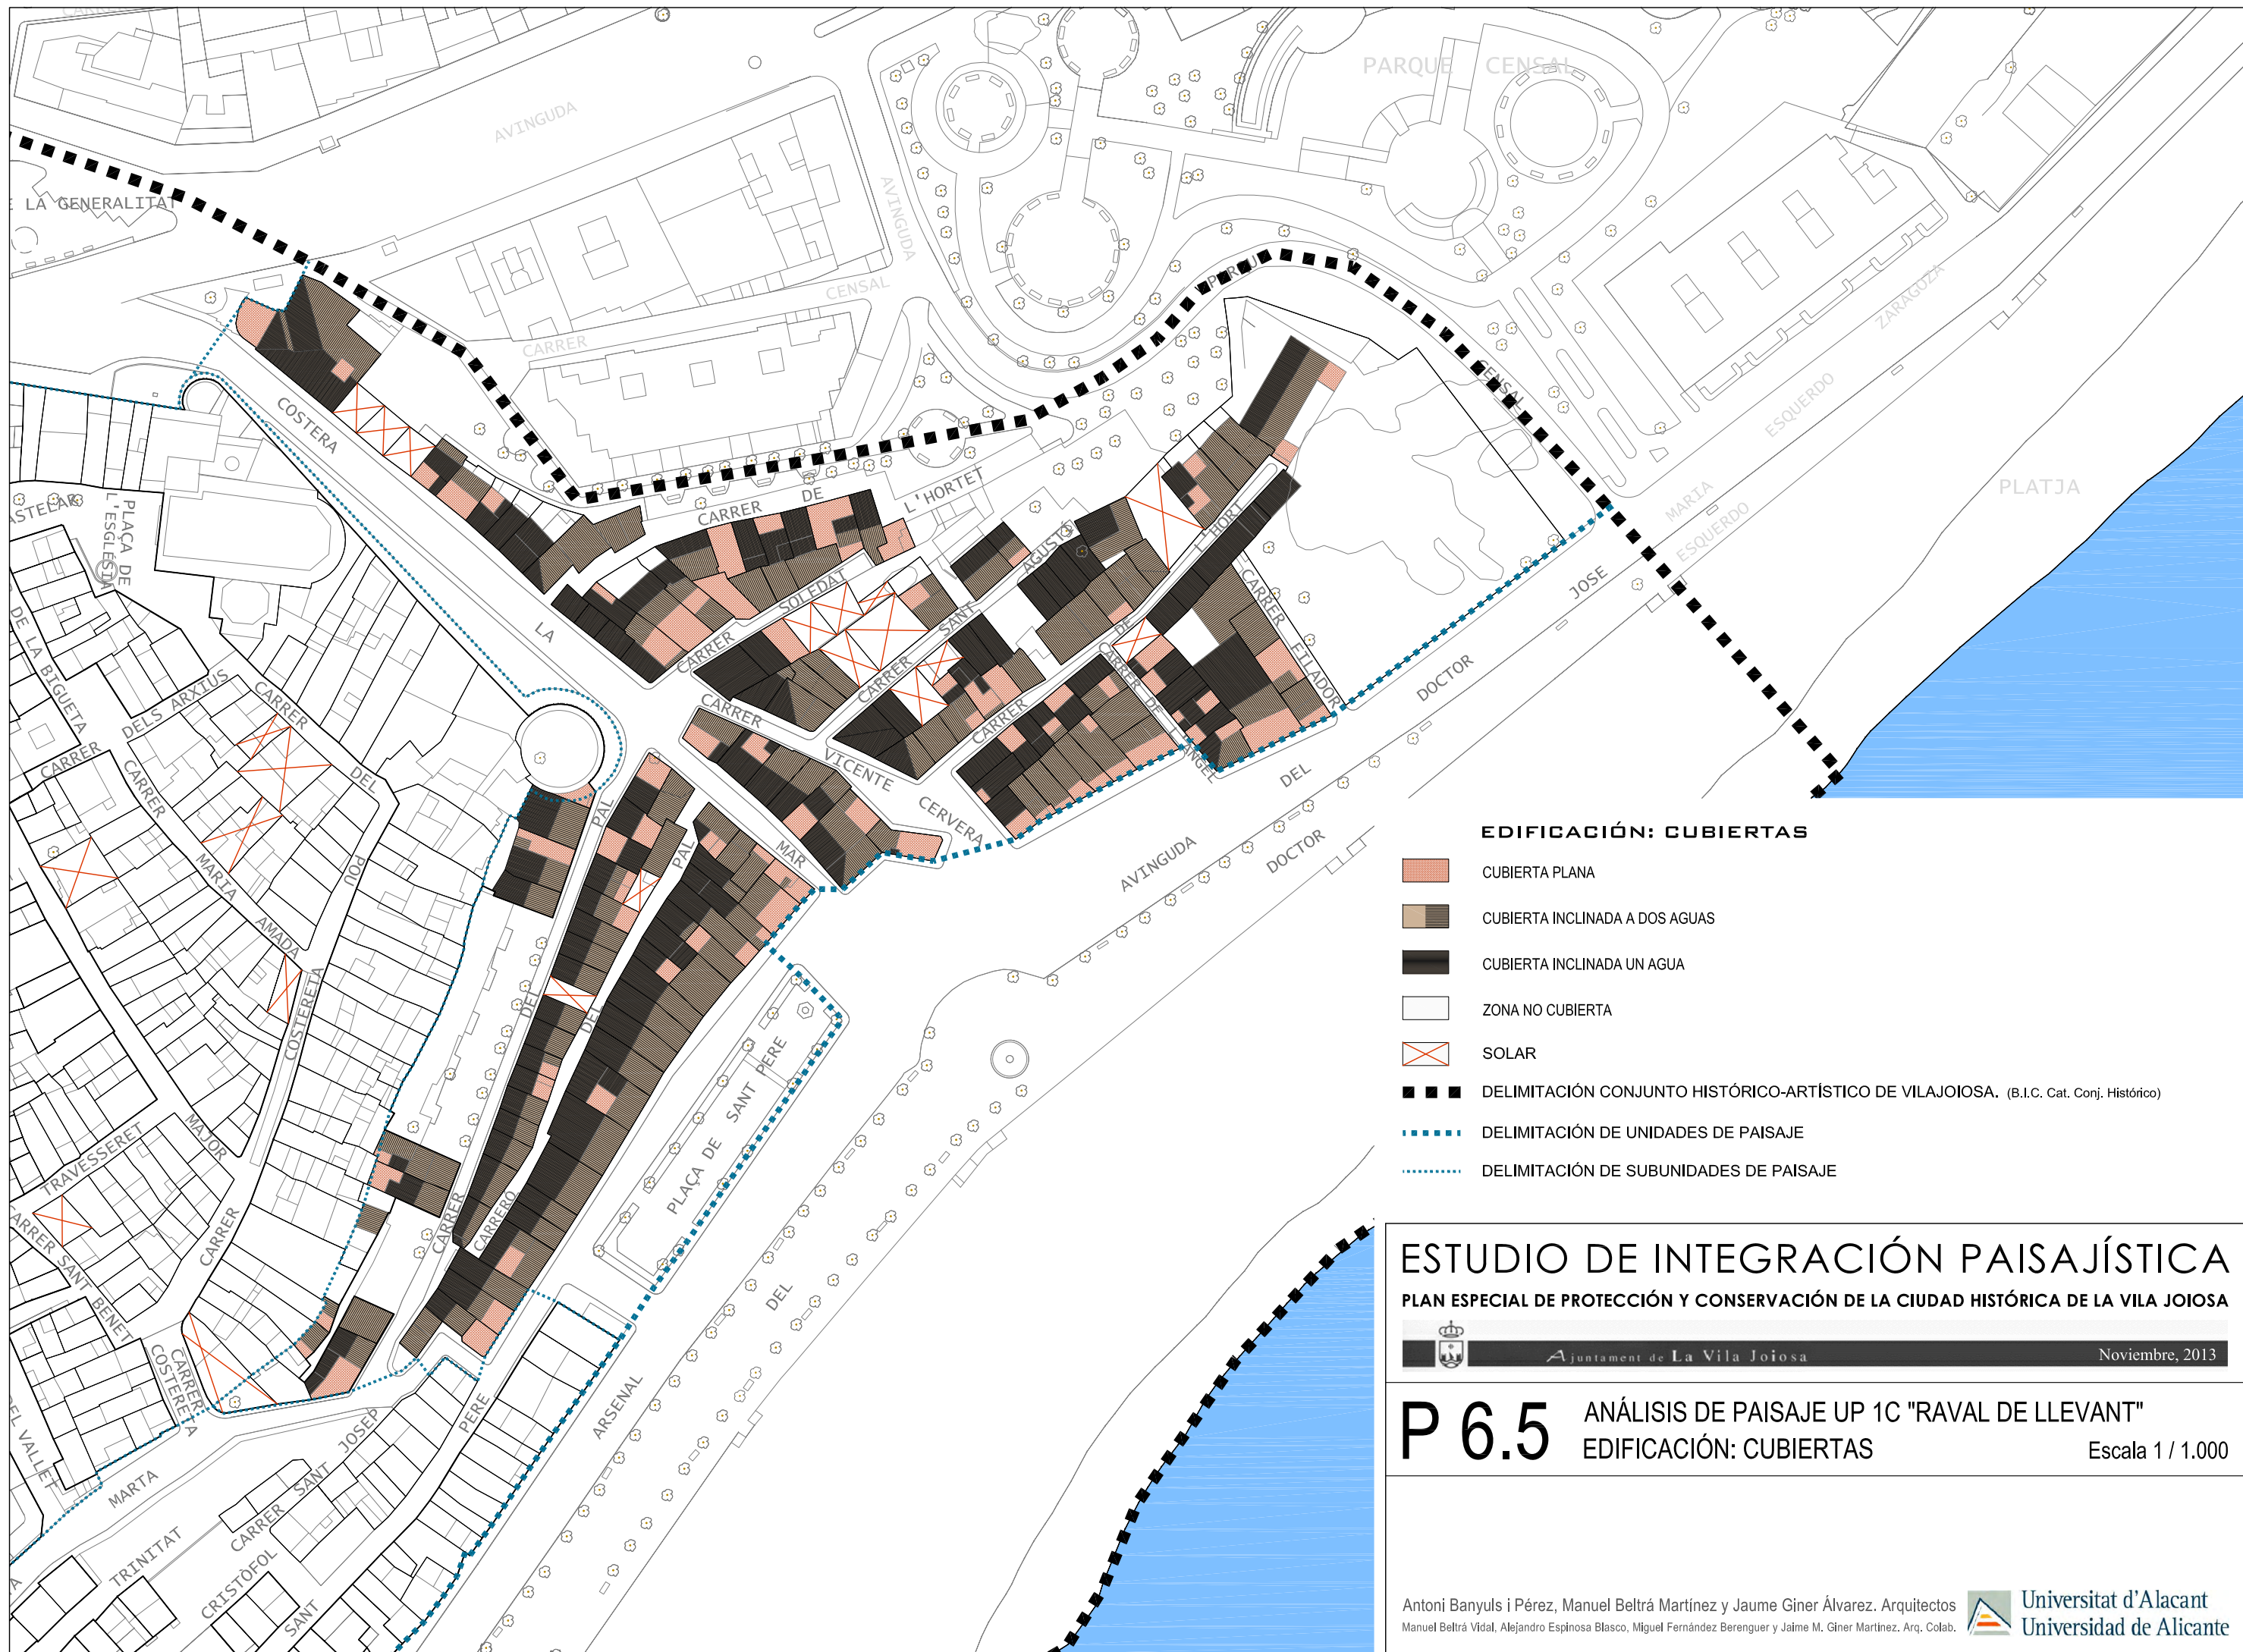 PARQUE CENSAL
AVINGUDA
LA GENERALITAT
AVINGUDA
CENSAL
CARRER
PARQUE
CENSAL
ZARAGOZA
ESQUERDO
MARIA
ESQUERDO
JOSE
PLATJA
COSTERA
LA
MAR
CARRER DE
L'HORTET
CARRER SOLEDAT
CARRER SANT AGUSTÍ
CARRER DE L'HORT
CARRER FILADOR
CARRER DE L'ANGEL
CARRER VICENTE CERVERA
AVINGUDA DEL DOCTOR
DOCTOR
PLAÇA DE
L'ESGLÉSIA
DE LA BIGUETA
CARRER DELS ARXIUS
CARRER DEL POU
CARRER MARIA AMADA
COSTERETA
CARRER
MAJOR
TRAVESSERET
CARRER SANT BENET
CARRER
COSTERETA
CARRER DEL PAL
CARRERO DEL PAL
PLAÇA DE SANT PERE
ARSENAL
DEL
MARTA
TRINITAT
CARRER SANT JOSEP
CRISTÒFOL
SANT PERE
EDIFICACIÓN: CUBIERTAS
CUBIERTA PLANA
CUBIERTA INCLINADA A DOS AGUAS
CUBIERTA INCLINADA UN AGUA
ZONA NO CUBIERTA
SOLAR
DELIMITACIÓN CONJUNTO HISTÓRICO-ARTÍSTICO DE VILAJOIOSA. (B.I.C. Cat. Conj. Histórico)
DELIMITACIÓN DE UNIDADES DE PAISAJE
DELIMITACIÓN DE SUBUNIDADES DE PAISAJE
ESTUDIO DE INTEGRACIÓN PAISAJÍSTICA
PLAN ESPECIAL DE PROTECCIÓN Y CONSERVACIÓN DE LA CIUDAD HISTÓRICA DE LA VILA JOIOSA
Ajuntament de La Vila Joiosa
Noviembre, 2013
P 6.5
ANÁLISIS DE PAISAJE UP 1C "RAVAL DE LLEVANT"
EDIFICACIÓN: CUBIERTAS
Escala 1 / 1.000
Antoni Banyuls i Pérez, Manuel Beltrá Martínez y Jaume Giner Álvarez. Arquitectos
Manuel Beltrá Vidal, Alejandro Espinosa Blasco, Miguel Fernández Berenguer y Jaime M. Giner Martínez. Arq. Colab.
Universitat d'Alacant
Universidad de Alicante